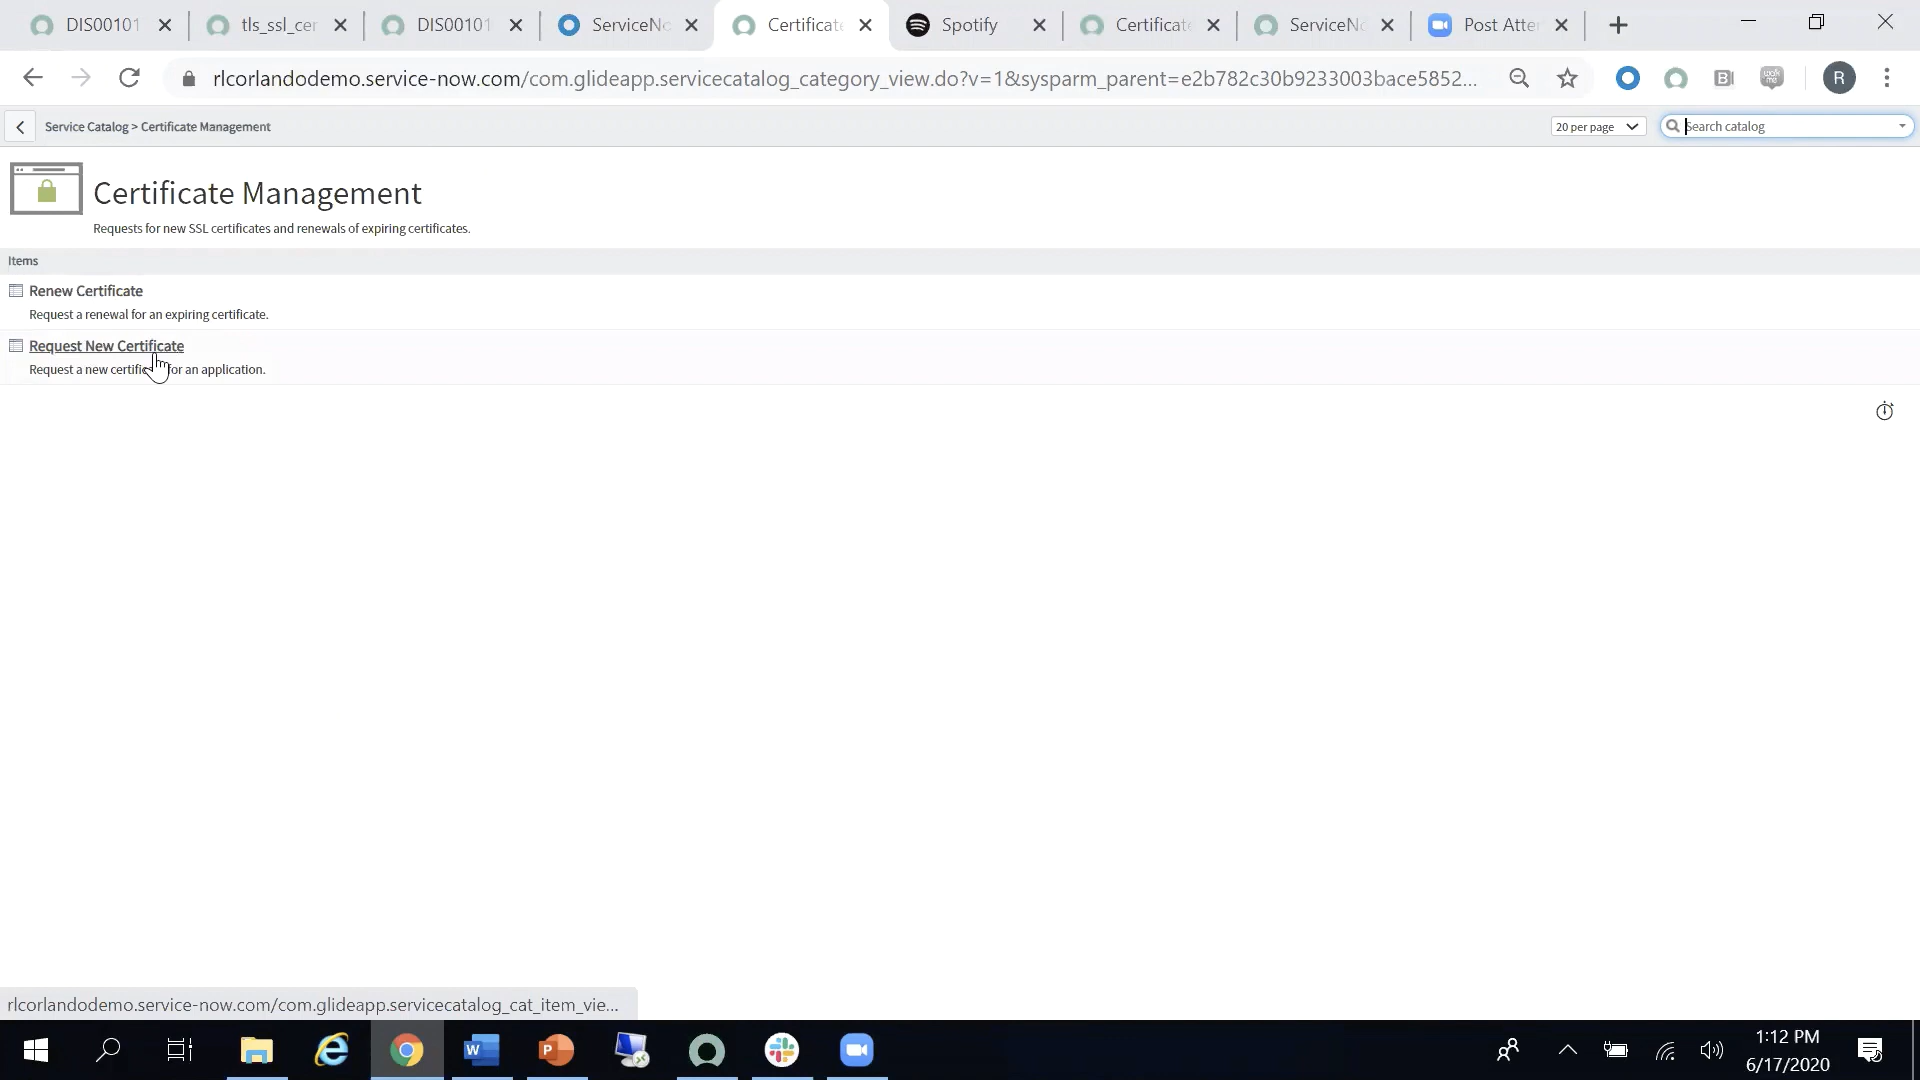 DIS00101
tls_ssl_cer
DIS00101
ServiceNo
Certificate
Spotify
Certificate
ServiceNo
Post Atter
rlcorlandodemo.service-now.com/com.glideapp.servicecatalog_category_view.do?v=1&sysparm_parent=e2b782c30b9233003bace5852...
R
Service Catalog > Certificate Management
20 per page
Search catalog
Certificate Management
Requests for new SSL certificates and renewals of expiring certificates.
Items
Renew Certificate
Request a renewal for an expiring certificate.
Request New Certificate
Request a new certific for an application.
rlcorlandodemo.service-now.com/com.glideapp.servicecatalog_cat_item_vie...
1:12 PM
6/17/2020